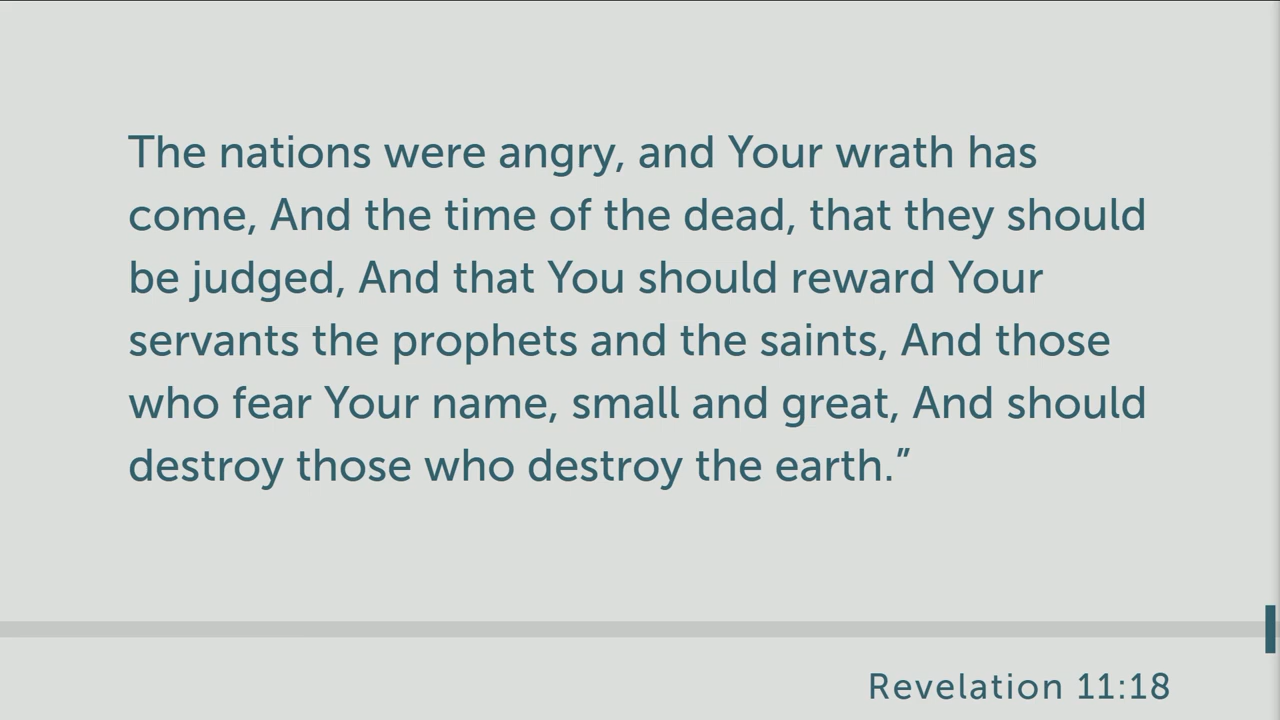 The nations were angry, and Your wrath has
come, And the time of the dead, that they should
be judged, And that You should reward Your
servants the prophets and the saints, And those
who fear Your name, small and great, And should
destroy those who destroy the earth.”
Revelation 11:18